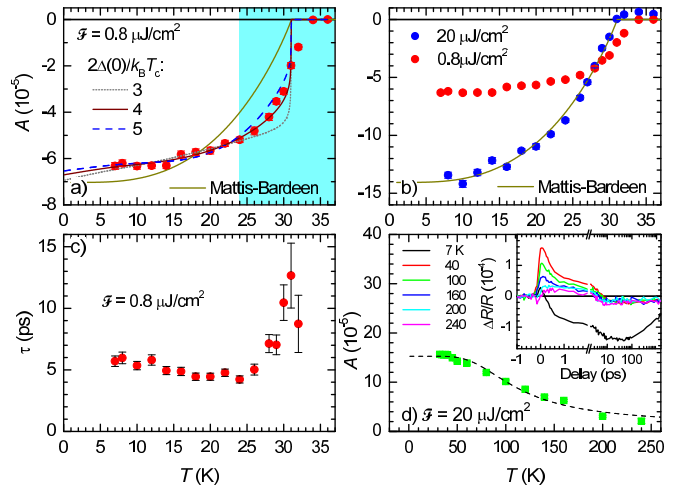 ℱ = 0.8 μJ/cm²
2Δ(0)/k_BT_c:
3
4
5
Mattis-Bardeen
a)
A (10⁻⁵)
0
-2
-4
-6
-8
0 5 10 15 20 25 30 35
20 μJ/cm²
0.8μJ/cm²
Mattis-Bardeen
b)
A (10⁻⁵)
0
-5
-10
-15
0 5 10 15 20 25 30 35
c)
ℱ = 0.8 μJ/cm²
τ (ps)
15
10
5
0
0 5 10 15 20 25 30 35
T (K)
7 K
40
100
160
200
240
ΔR/R (10⁻⁴)
1
0
-1
-1 0 1 10 100
Delay (ps)
A (10⁻⁵)
40
30
20
10
0
d) ℱ = 20 μJ/cm²
0 50 100 150 200 250
T (K)